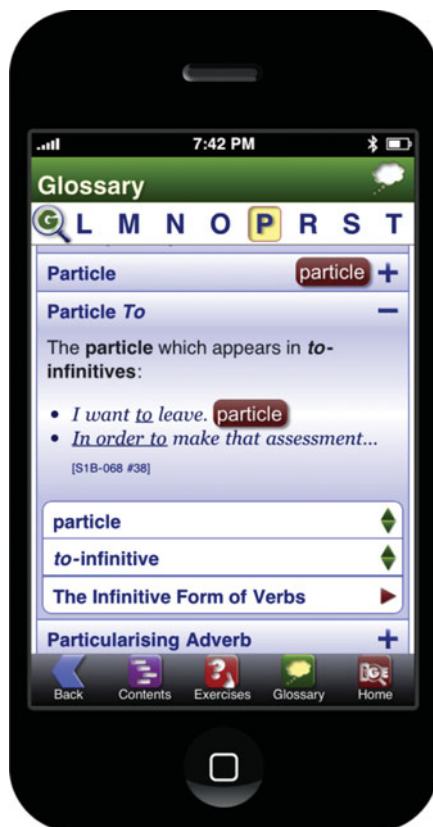 7:42 PM
Glossary
G L M N O P R S T
Particle particle +
Particle To −
The particle which appears in to-
infinitives:
• I want to leave. particle
• In order to make that assessment...
[S1B-068 #38]
particle
to-infinitive
The Infinitive Form of Verbs
Particularising Adverb +
Back Contents Exercises Glossary Home